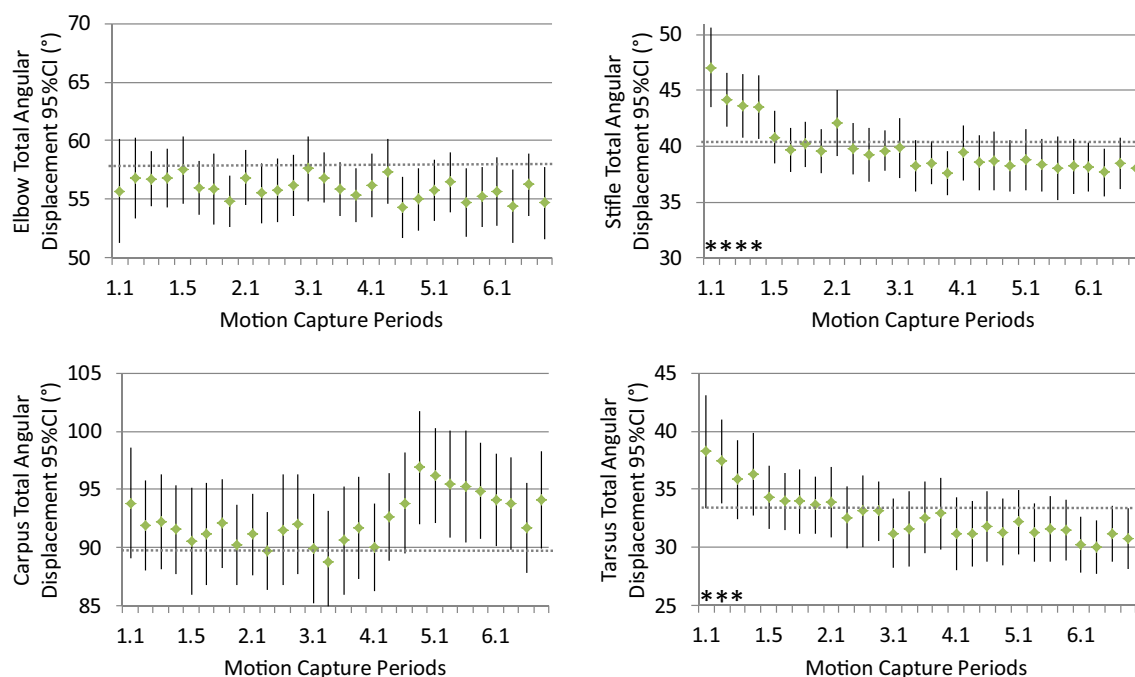 Elbow Total Angular
Displacement 95%CI (°)
70
65
60
55
50
1.1 1.5 2.1 3.1 4.1 5.1 6.1
Motion Capture Periods
Stifle Total Angular
Displacement 95%CI (°)
50
45
40
35
30
****
1.1 1.5 2.1 3.1 4.1 5.1 6.1
Motion Capture Periods
Carpus Total Angular
Displacement 95%CI (°)
105
100
95
90
85
1.1 1.5 2.1 3.1 4.1 5.1 6.1
Motion Capture Periods
Tarsus Total Angular
Displacement 95%CI (°)
45
40
35
30
25
***
1.1 1.5 2.1 3.1 4.1 5.1 6.1
Motion Capture Periods